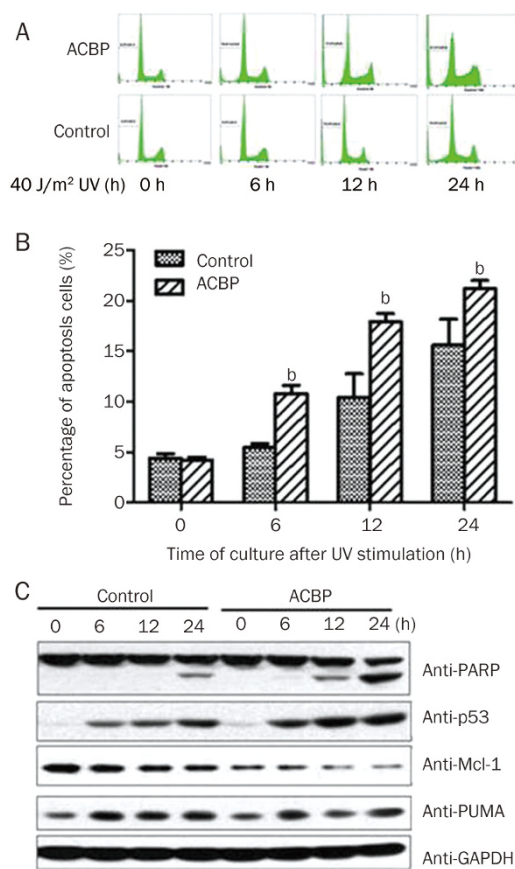 A
ACBP
Control
40 J/m² UV (h) 0 h 6 h 12 h 24 h
B
25
20
15
10
5
0
Percentage of apoptosis cells (%)
Control
ACBP
b
b
b
0 6 12 24
Time of culture after UV stimulation (h)
C
Control ACBP
0 6 12 24 0 6 12 24 (h)
Anti-PARP
Anti-p53
Anti-Mcl-1
Anti-PUMA
Anti-GAPDH